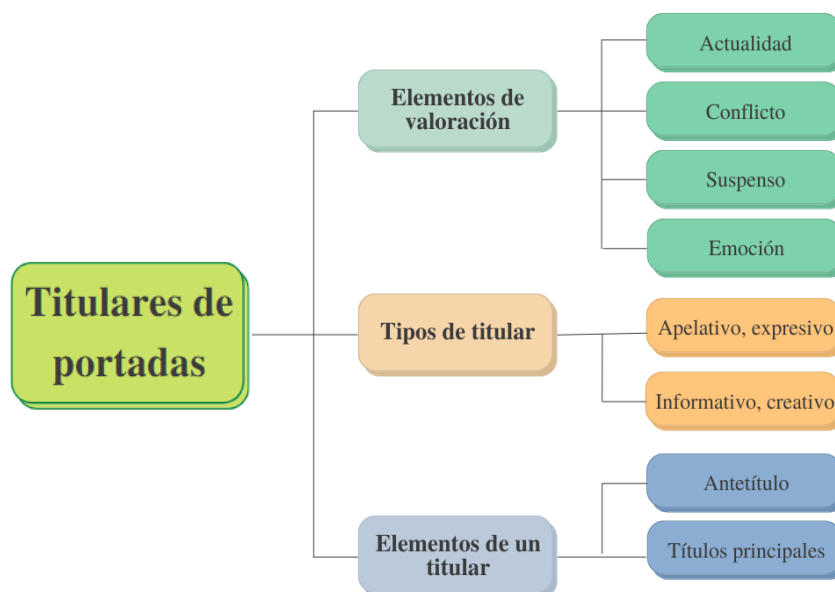 Titulares de
portadas
Elementos de
valoración
Actualidad
Conflicto
Suspenso
Emoción
Tipos de titular
Apelativo, expresivo
Informativo, creativo
Elementos de un
titular
Antetítulo
Títulos principales